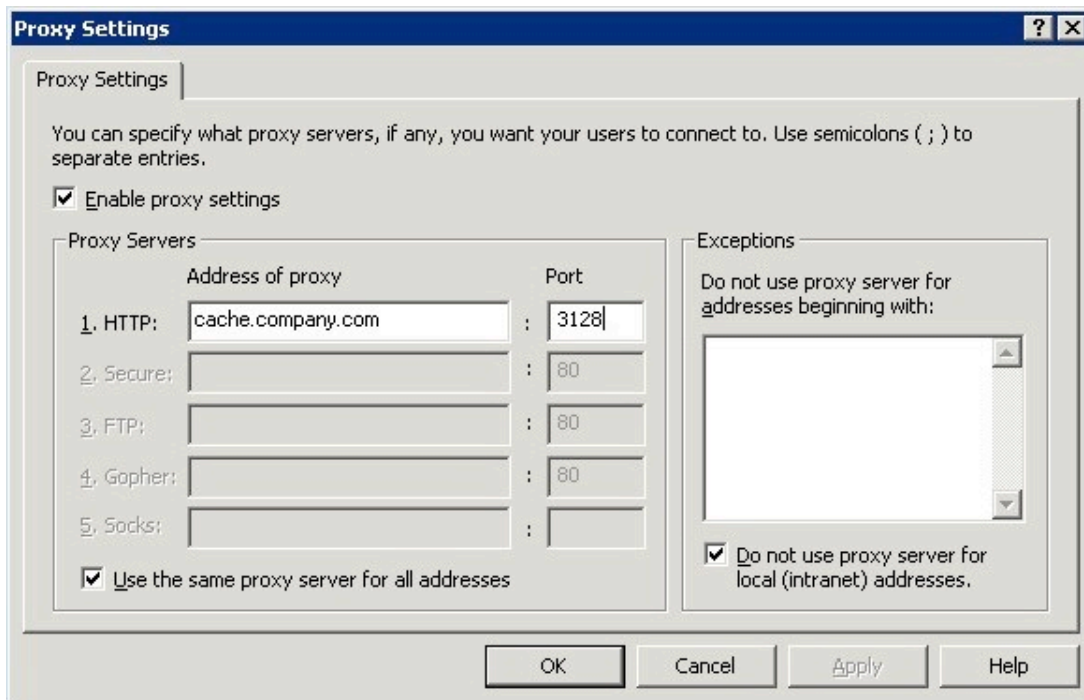 Proxy Settings
Proxy Settings
You can specify what proxy servers, if any, you want your users to connect to. Use semicolons ( ; ) to
separate entries.
Enable proxy settings
Proxy Servers
Address of proxy Port
1. HTTP: cache.company.com : 3128
2. Secure: : 80
3. FTP: : 80
4. Gopher: : 80
5. Socks: :
Use the same proxy server for all addresses
Exceptions
Do not use proxy server for
addresses beginning with:
Do not use proxy server for
local (intranet) addresses.
OK Cancel Apply Help